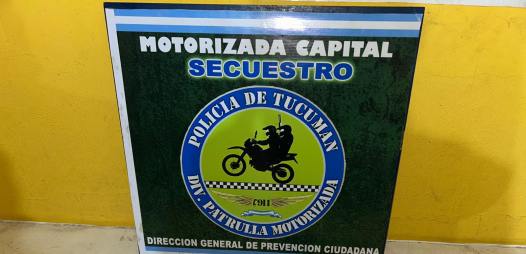 MOTORIZADA CAPITAL
SECUESTRO
POLICIA DE TUCUMAN
DIV. PATRULLA MOTORIZADA
DIRECCION GENERAL DE PREVENCION CIUDADANA